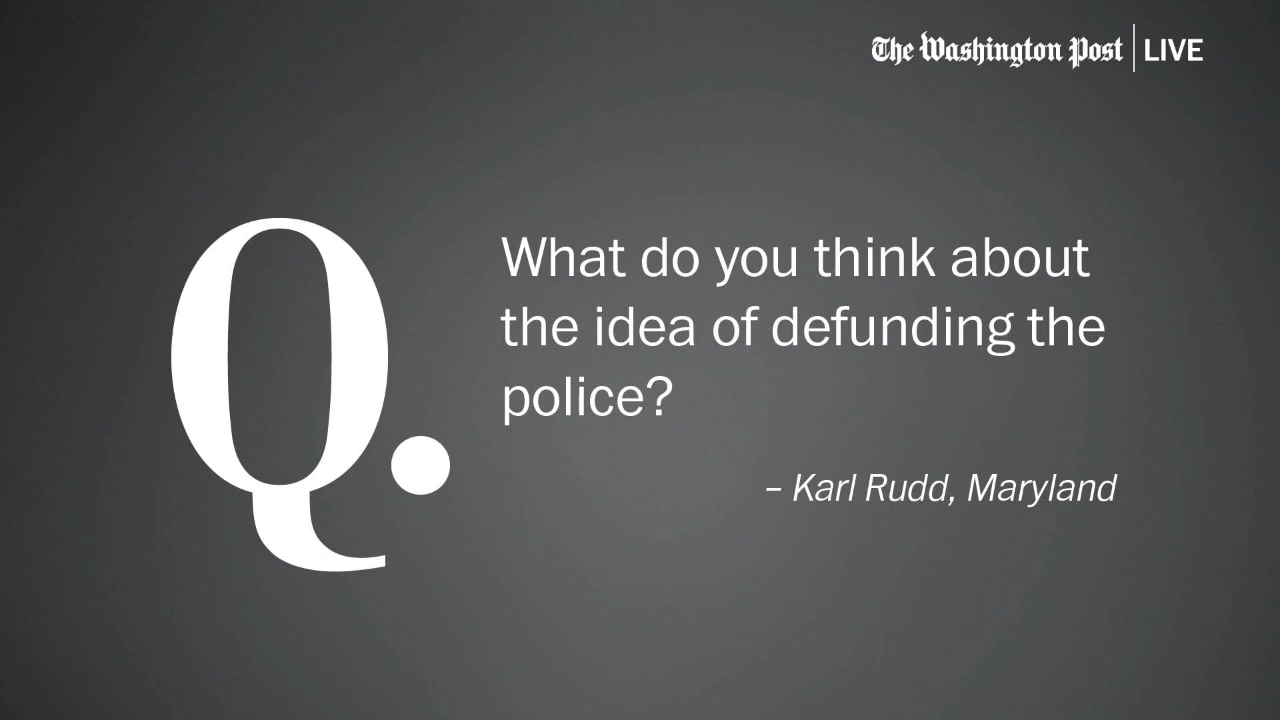 The Washington Post | LIVE
Q.
What do you think about
the idea of defunding the
police?
– Karl Rudd, Maryland